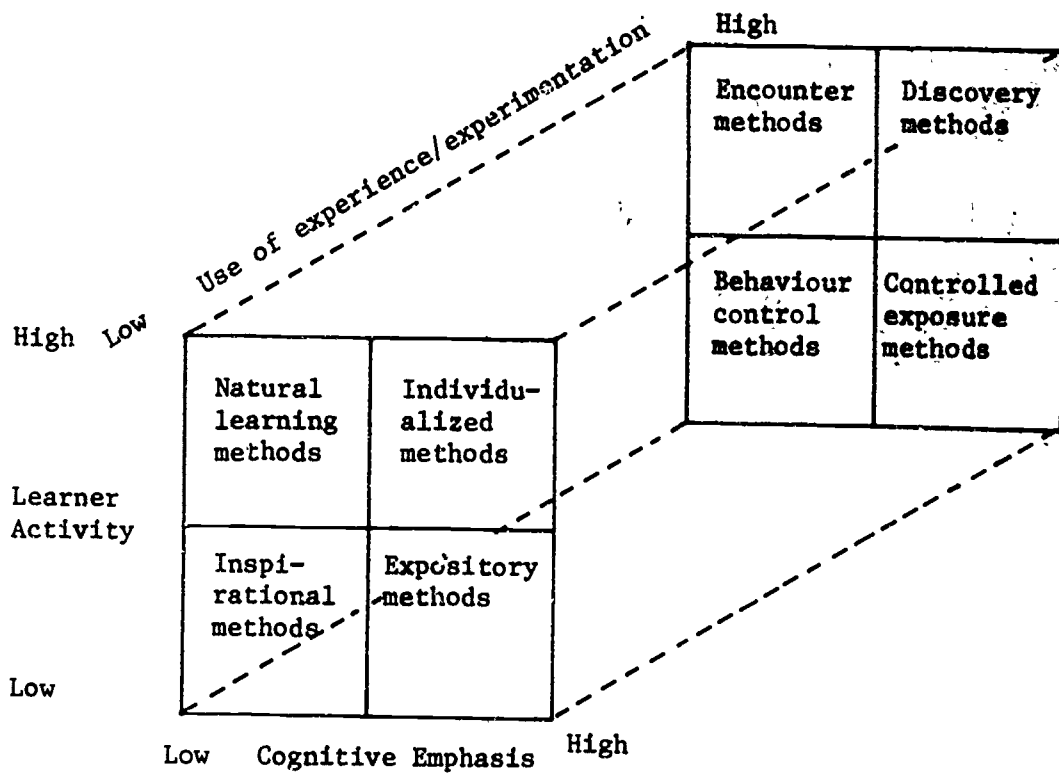 High
Use of experience/experimentation
Encounter
methods
Discovery
methods
Behaviour
control
methods
Controlled
exposure
methods
High
Low
Natural
learning
methods
Individu-
alized
methods
Learner
Activity
Inspi-
rational
methods
Expository
methods
Low
Low
Cognitive Emphasis
High